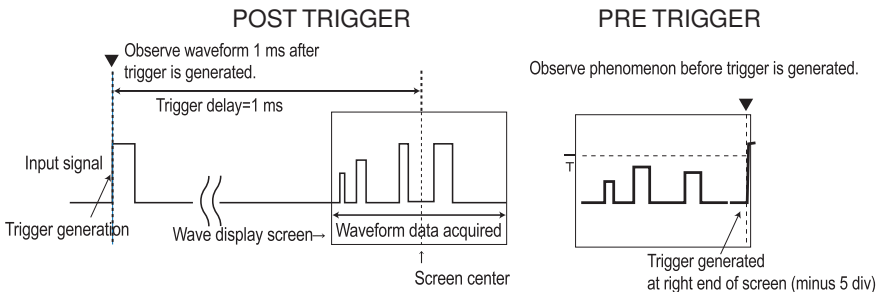 POST TRIGGER
Observe waveform 1 ms after
trigger is generated.
Trigger delay=1 ms
Input signal
Trigger generation
Wave display screen→
Waveform data acquired
↑
Screen center
PRE TRIGGER
Observe phenomenon before trigger is generated.
T
Trigger generated
at right end of screen (minus 5 div)